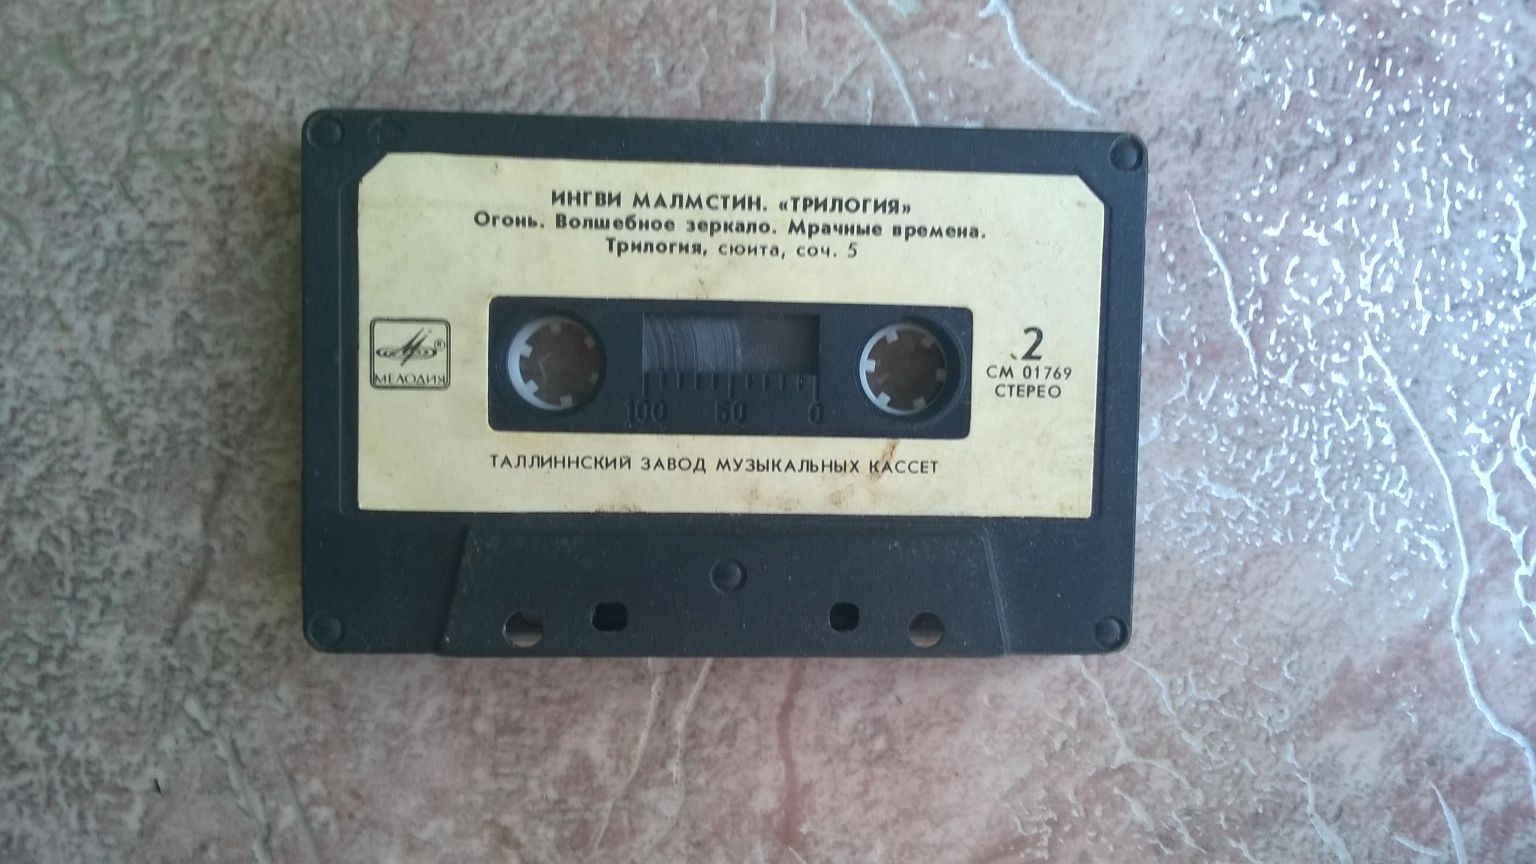 ИНГВИ МАЛМСТИН. «ТРИЛОГИЯ»
Огонь. Волшебное зеркало. Мрачные времена.
Трилогия, сюита, соч. 5
®
МЕЛОДИЯ
2
СМ 01769
СТЕРЕО
100 50 0
ТАЛЛИННСКИЙ ЗАВОД МУЗЫКАЛЬНЫХ КАССЕТ